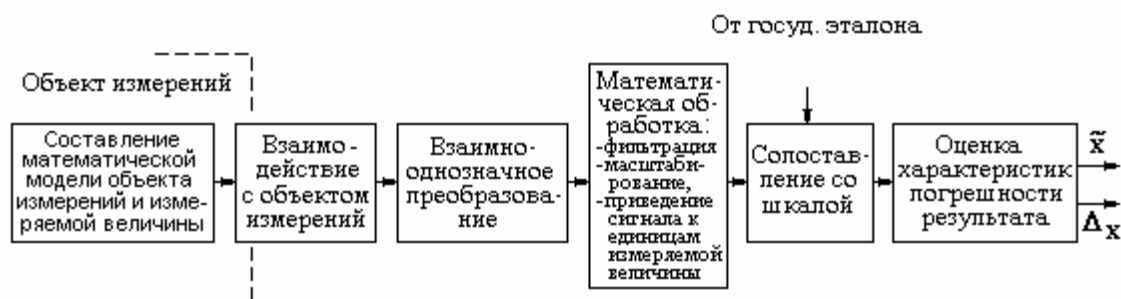 От госуд. эталона
Объект измерений
Составление
математической
модели объекта
измерений и изме-
ряемой величины
Взаимо-
действие
с объектом
измерений
Взаимно-
однозначное
преобразова-
ние
Математи-
ческая об-
работка:
-фильтрация
-масштаби-
рование,
-приведение
сигнала к
единицам
измеряемой
величины
Сопостав-
ление со
шкалой
Оценка
характеристик
погрешности
результата
x̃
Δx